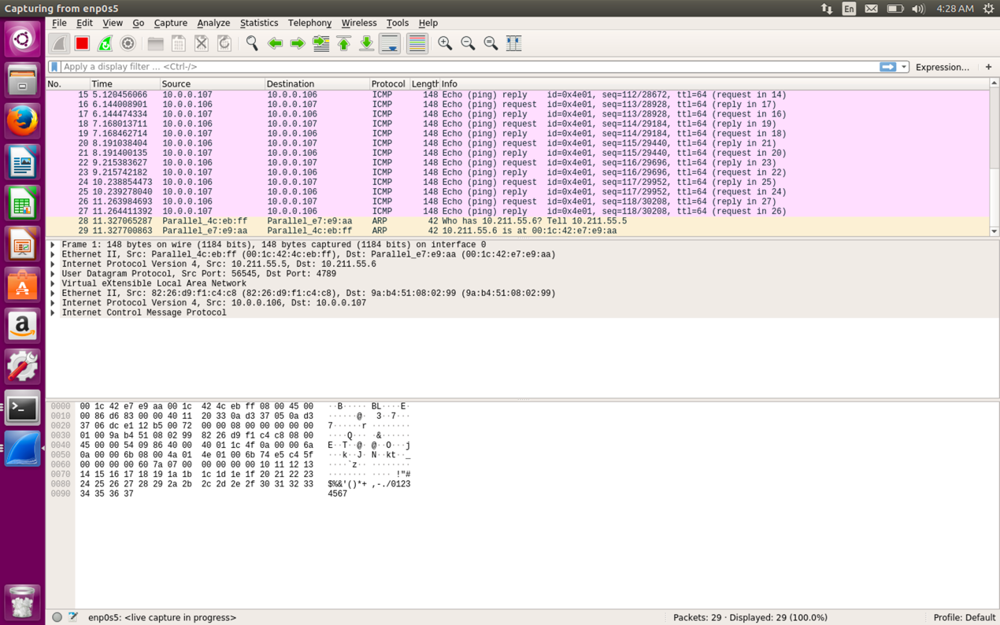 Capturing from enp0s5 En 4:28 AM
File Edit View Go Capture Analyze Statistics Telephony Wireless Tools Help
Apply a display filter ... <Ctrl-/> Expression... +
No. Time Source Destination Protocol Length Info
15 5.120456066 10.0.0.107 10.0.0.106 ICMP 148 Echo (ping) reply id=0x4e01, seq=112/28672, ttl=64 (request in 14)
16 6.144008901 10.0.0.106 10.0.0.107 ICMP 148 Echo (ping) request id=0x4e01, seq=113/28928, ttl=64 (reply in 17)
17 6.144474334 10.0.0.107 10.0.0.106 ICMP 148 Echo (ping) reply id=0x4e01, seq=113/28928, ttl=64 (request in 16)
18 7.168013711 10.0.0.106 10.0.0.107 ICMP 148 Echo (ping) request id=0x4e01, seq=114/29184, ttl=64 (reply in 19)
19 7.168462714 10.0.0.107 10.0.0.106 ICMP 148 Echo (ping) reply id=0x4e01, seq=114/29184, ttl=64 (request in 18)
20 8.191038404 10.0.0.106 10.0.0.107 ICMP 148 Echo (ping) request id=0x4e01, seq=115/29440, ttl=64 (reply in 21)
21 8.191400135 10.0.0.107 10.0.0.106 ICMP 148 Echo (ping) reply id=0x4e01, seq=115/29440, ttl=64 (request in 20)
22 9.215383627 10.0.0.106 10.0.0.107 ICMP 148 Echo (ping) request id=0x4e01, seq=116/29696, ttl=64 (reply in 23)
23 9.215742182 10.0.0.107 10.0.0.106 ICMP 148 Echo (ping) reply id=0x4e01, seq=116/29696, ttl=64 (request in 22)
24 10.238854473 10.0.0.106 10.0.0.107 ICMP 148 Echo (ping) request id=0x4e01, seq=117/29952, ttl=64 (reply in 25)
25 10.239278040 10.0.0.107 10.0.0.106 ICMP 148 Echo (ping) reply id=0x4e01, seq=117/29952, ttl=64 (request in 24)
26 11.263984693 10.0.0.106 10.0.0.107 ICMP 148 Echo (ping) request id=0x4e01, seq=118/30208, ttl=64 (reply in 27)
27 11.264411392 10.0.0.107 10.0.0.106 ICMP 148 Echo (ping) reply id=0x4e01, seq=118/30208, ttl=64 (request in 26)
28 11.327065287 Parallel_4c:eb:ff Parallel_e7:e9:aa ARP 42 Who has 10.211.55.6? Tell 10.211.55.5
29 11.327700863 Parallel_e7:e9:aa Parallel_4c:eb:ff ARP 42 10.211.55.6 is at 00:1c:42:e7:e9:aa
Frame 1: 148 bytes on wire (1184 bits), 148 bytes captured (1184 bits) on interface 0
Ethernet II, Src: Parallel_4c:eb:ff (00:1c:42:4c:eb:ff), Dst: Parallel_e7:e9:aa (00:1c:42:e7:e9:aa)
Internet Protocol Version 4, Src: 10.211.55.5, Dst: 10.211.55.6
User Datagram Protocol, Src Port: 56545, Dst Port: 4789
Virtual eXtensible Local Area Network
Ethernet II, Src: 82:26:d9:f1:c4:c8 (82:26:d9:f1:c4:c8), Dst: 9a:b4:51:08:02:99 (9a:b4:51:08:02:99)
Internet Protocol Version 4, Src: 10.0.0.106, Dst: 10.0.0.107
Internet Control Message Protocol
0000 00 1c 42 e7 e9 aa 00 1c 42 4c eb ff 08 00 45 00 ··B····· BL····E·
0010 00 86 d6 83 00 00 40 11 20 33 0a d3 37 05 0a d3 ······@· 3··7···
0020 37 06 dc e1 12 b5 00 72 00 00 08 00 00 00 00 00 7······r ········
0030 01 00 9a b4 51 08 02 99 82 26 d9 f1 c4 c8 08 00 ····Q··· ·&······
0040 45 00 00 54 09 86 40 00 40 01 1c 4f 0a 00 00 6a E··T··@· @··O···j
0050 0a 00 00 6b 08 00 4a 01 4e 01 00 6b 74 e5 c4 5f ···k··J· N··kt··_
0060 00 00 00 00 60 7a 07 00 00 00 00 00 10 11 12 13 ····`z·· ········
0070 14 15 16 17 18 19 1a 1b 1c 1d 1e 1f 20 21 22 23 ········ ···· !"#
0080 24 25 26 27 28 29 2a 2b 2c 2d 2e 2f 30 31 32 33 $%&'()*+ ,-./0123
0090 34 35 36 37 4567
enp0s5: <live capture in progress> Packets: 29 · Displayed: 29 (100.0%) Profile: Default